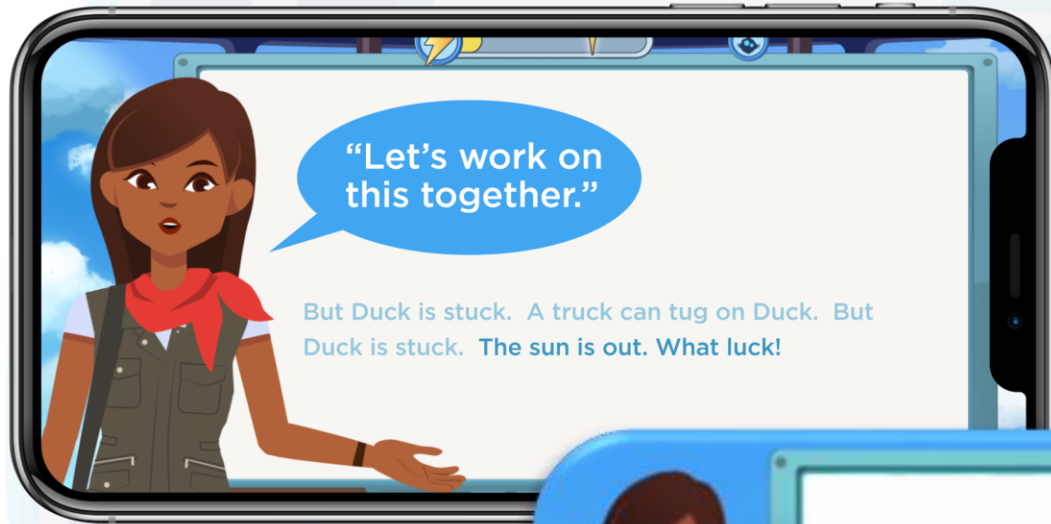 “Let’s work on
this together.”
But Duck is stuck.  A truck can tug on Duck.  But
Duck is stuck.  The sun is out. What luck!